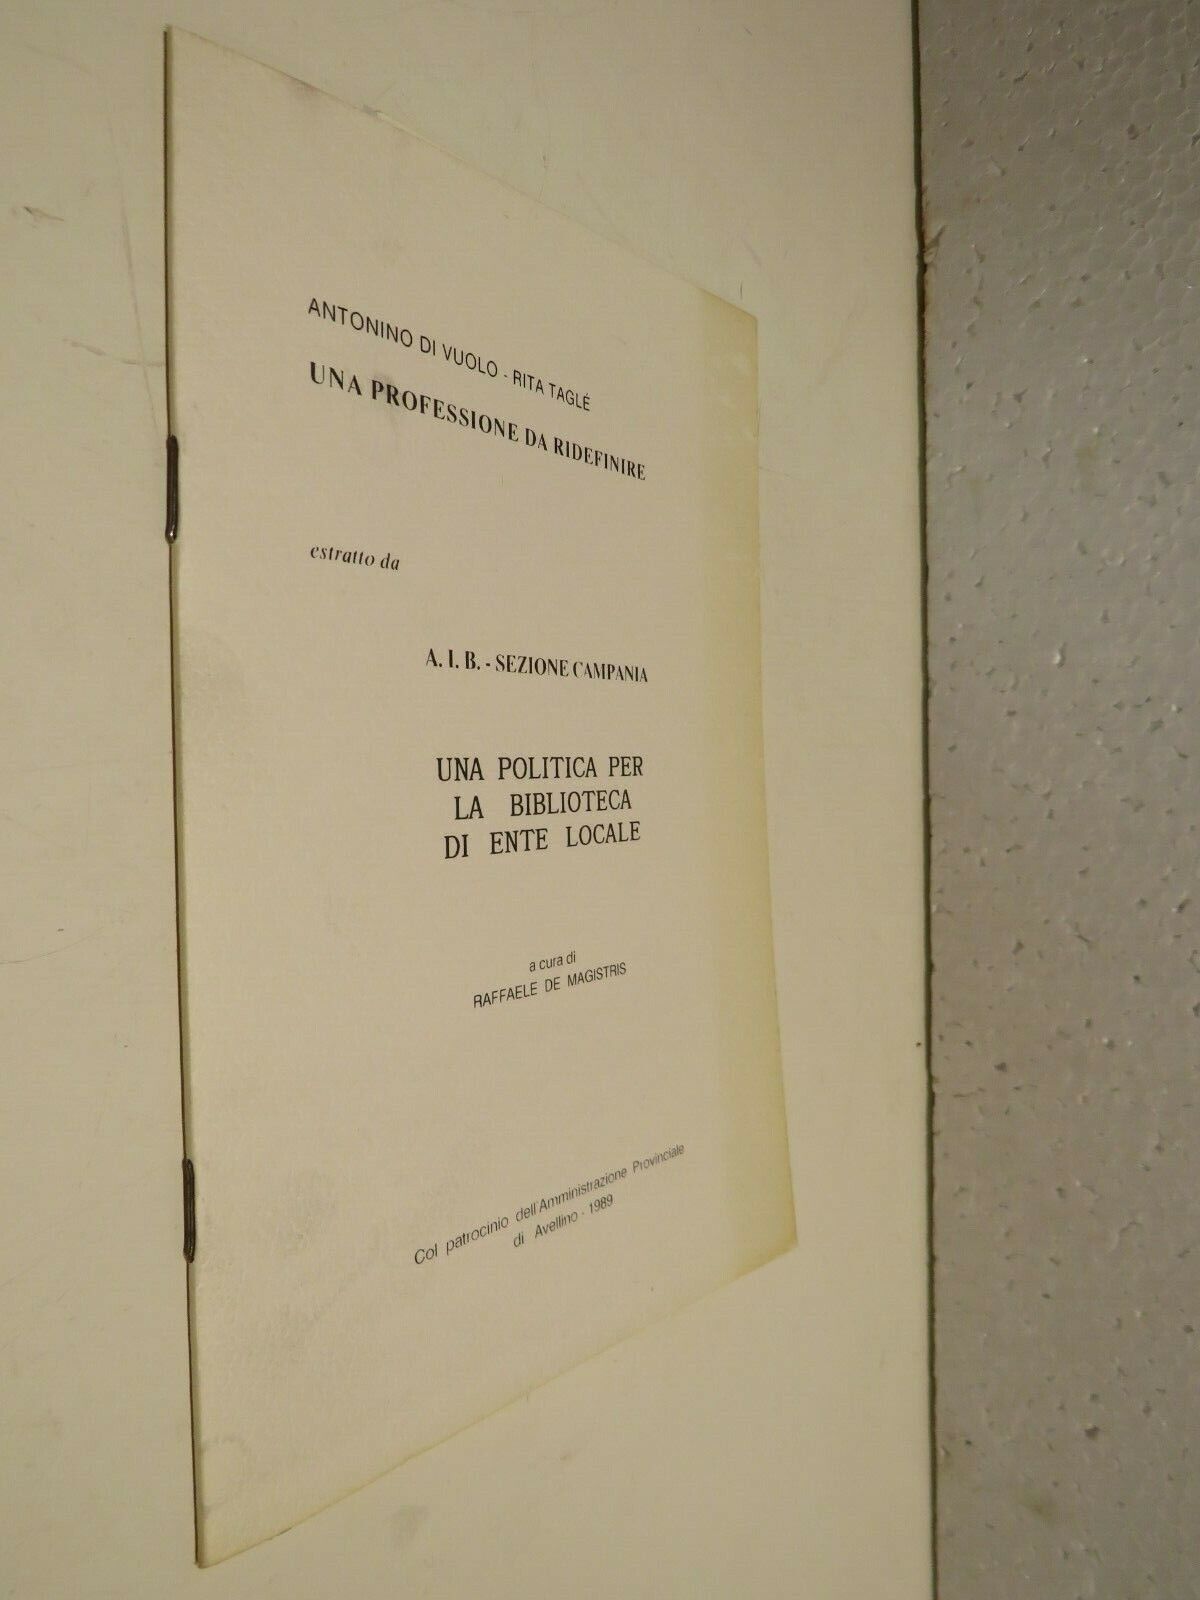 ANTONINO DI VUOLO - RITA TAGLÉ
UNA PROFESSIONE DA RIDEFINIRE
estratto da
A. I. B. - SEZIONE CAMPANIA
UNA POLITICA PER
LA BIBLIOTECA
DI ENTE LOCALE
a cura di
RAFFAELE DE MAGISTRIS
Col patrocinio dell'Amministrazione Provinciale
di Avellino - 1989